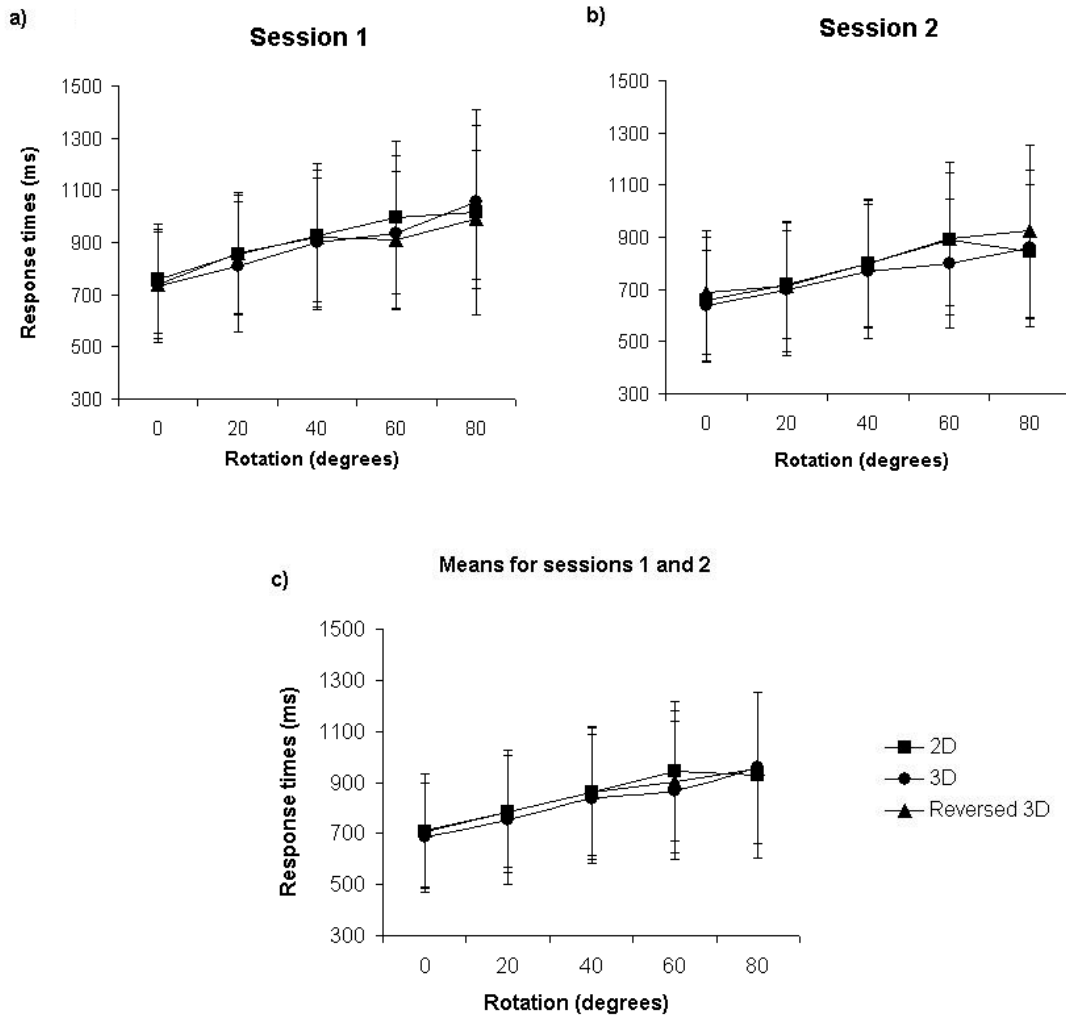 a)
Session 1
Response times (ms)
1500
1300
1100
900
700
500
300
0 20 40 60 80
Rotation (degrees)
b)
Session 2
1500
1300
1100
900
700
500
300
0 20 40 60 80
Rotation (degrees)
c)
Means for sessions 1 and 2
Response times (ms)
1500
1300
1100
900
700
500
300
0 20 40 60 80
Rotation (degrees)
2D
3D
Reversed 3D